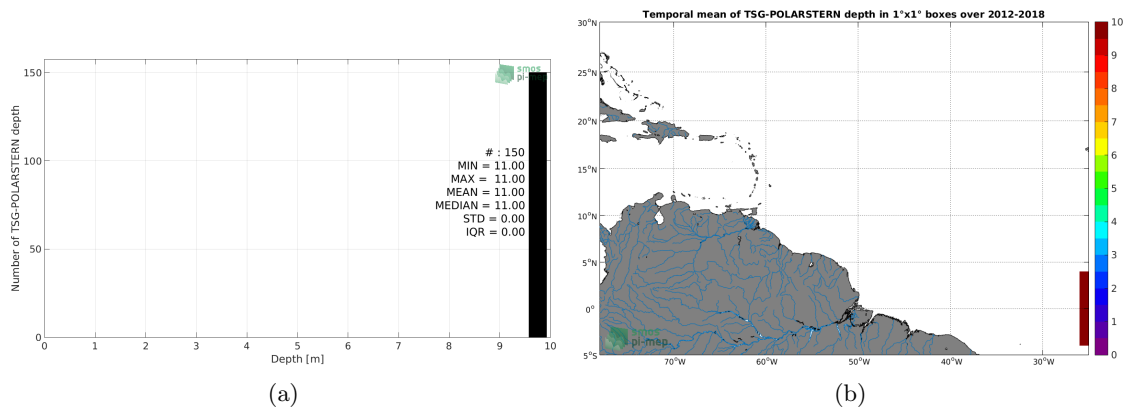 smos
pi-mep
# : 150
MIN = 11.00
MAX = 11.00
MEAN = 11.00
MEDIAN = 11.00
STD = 0.00
IQR = 0.00
Number of TSG-POLARSTERN depth
150
100
50
0
0 1 2 3 4 5 6 7 8 9 10
Depth [m]
(a)
Temporal mean of TSG-POLARSTERN depth in 1°x1° boxes over 2012-2018
30°N
25°N
20°N
15°N
10°N
5°N
0°
5°S
70°W 60°W 50°W 40°W 30°W
smos
pi-mep
10
9
8
7
6
5
4
3
2
1
0
(b)